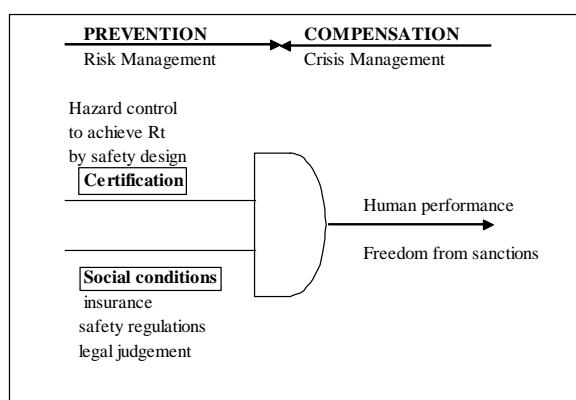 PREVENTION
Risk Management
COMPENSATION
Crisis Management
Hazard control
to achieve Rt
by safety design
Certification
Human performance
Freedom from sanctions
Social conditions
insurance
safety regulations
legal judgement